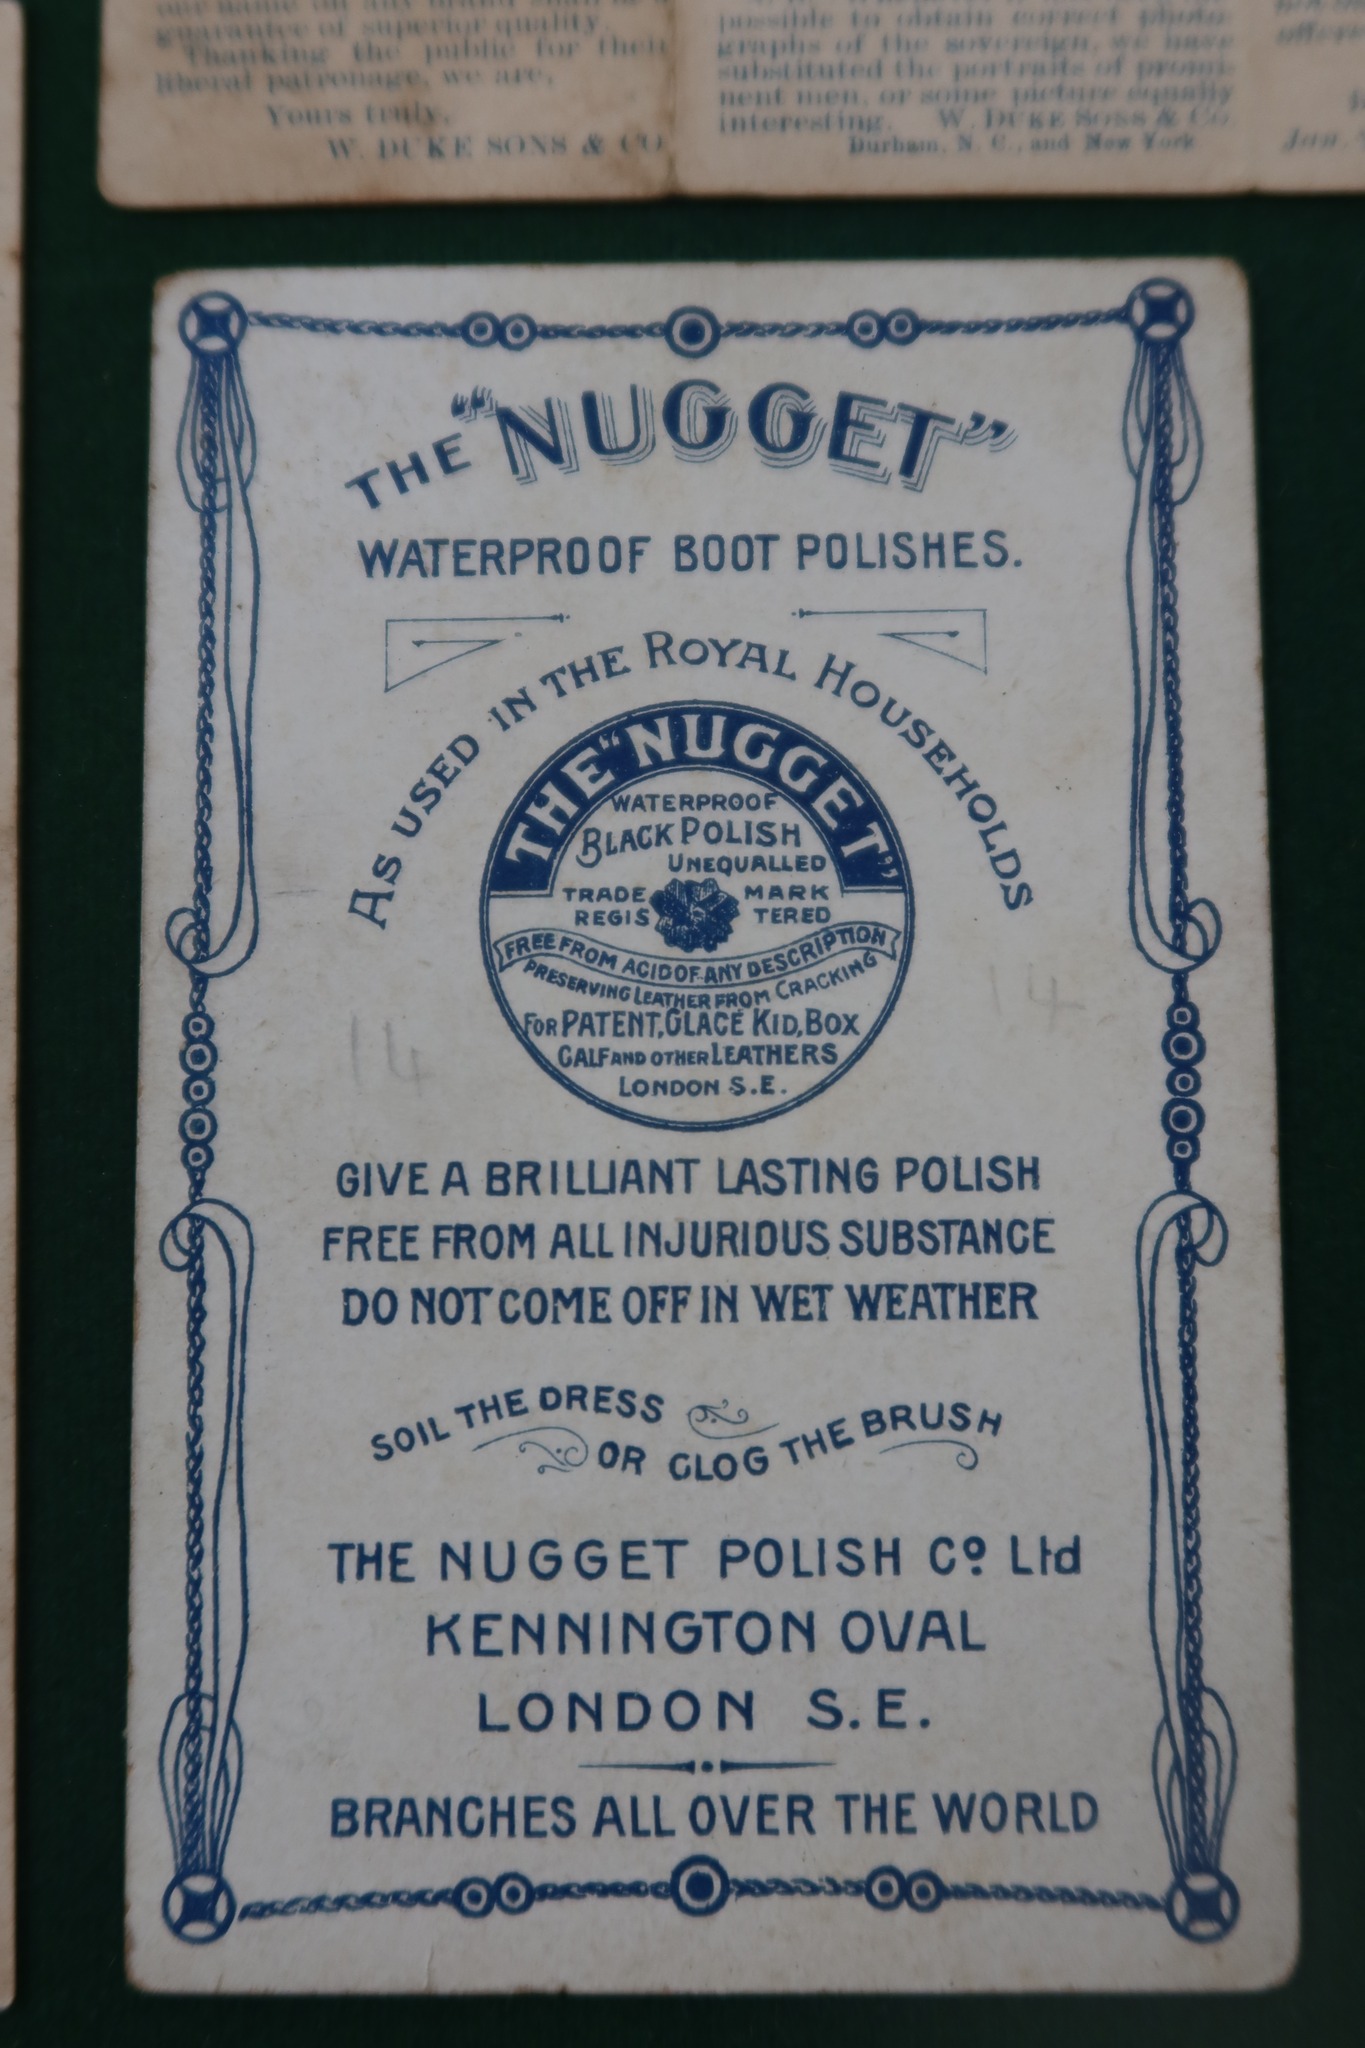 guarantee of superior quality.
Thanking the public for their
liberal patronage, we are,
Yours truly,
W. DUKE SONS & CO
possible to obtain correct photo-
graphs of the sovereign, we have
substituted the portraits of promi-
nent men, or some picture equally
interesting. W. DUKE SONS & CO.
Durham, N. C., and New York
THE "NUGGET"
WATERPROOF BOOT POLISHES.
AS USED IN THE ROYAL HOUSEHOLDS
THE "NUGGET"
WATERPROOF
BLACK POLISH
UNEQUALLED
TRADE MARK
REGISTERED
FREE FROM ACID OF ANY DESCRIPTION
PRESERVING LEATHER FROM CRACKING
FOR PATENT, GLACÉ KID, BOX
CALF AND OTHER LEATHERS
LONDON S.E.
14
14
GIVE A BRILLIANT LASTING POLISH
FREE FROM ALL INJURIOUS SUBSTANCE
DO NOT COME OFF IN WET WEATHER
SOIL THE DRESS
OR CLOG THE BRUSH
THE NUGGET POLISH Cº Ltd
KENNINGTON OVAL
LONDON S.E.
BRANCHES ALL OVER THE WORLD